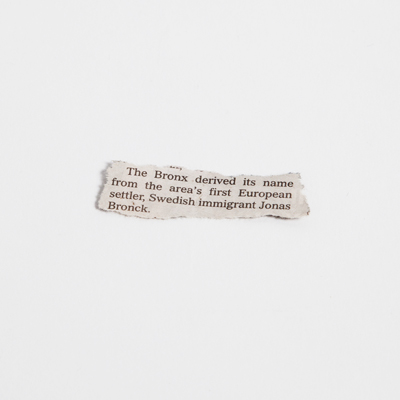 The Bronx derived its name
from the area's first European
settler, Swedish immigrant Jonas
Bronck.